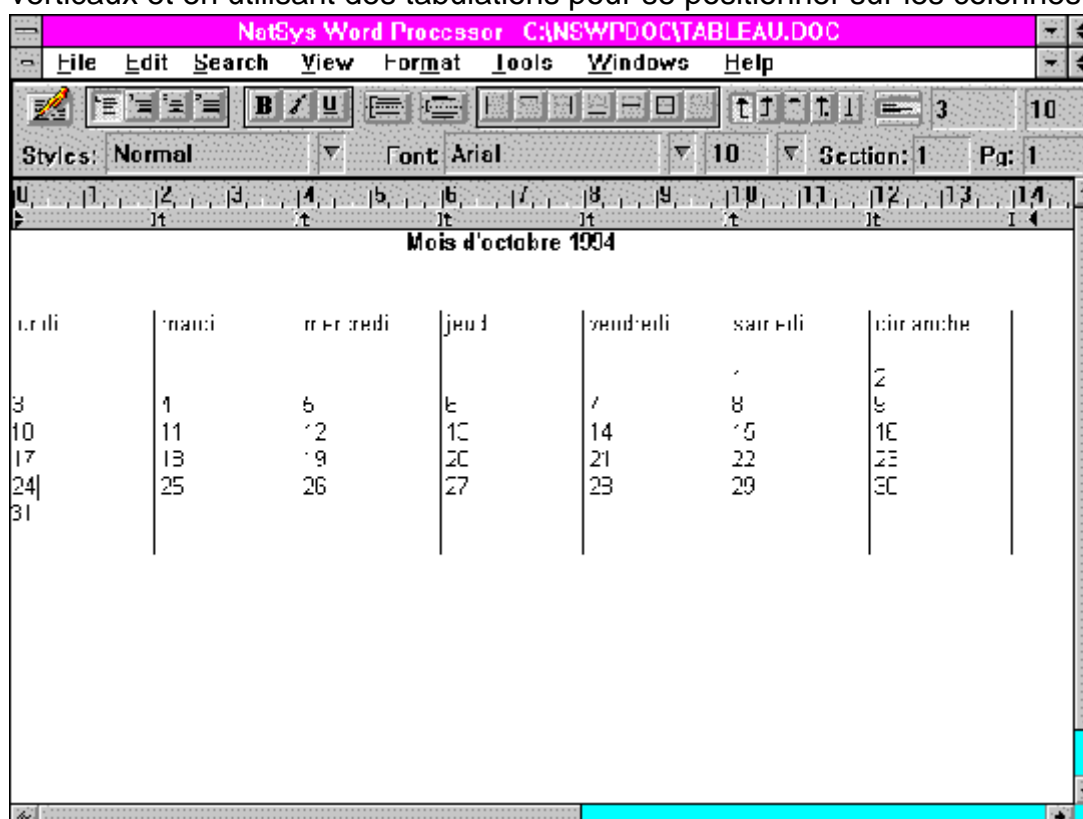 verticaux et en utilisant des tabulations pour se positionner sur les colonnes
NatSys Word Processor C:\NSWPDOC\TABLEAU.DOC
File Edit Search View Format Tools Windows Help
B I U 3 10
Styles: Normal Font: Arial 10 Section: 1 Pg: 1
0 1 2 3 4 5 6 7 8 9 10 11 12 13 14
Mois d'octobre 1994
lundi mardi mercredi jeudi vendredi samedi dimanche
1 2
3 4 5 6 7 8 9
10 11 12 13 14 15 16
17 18 19 20 21 22 23
24 25 26 27 28 29 30
31